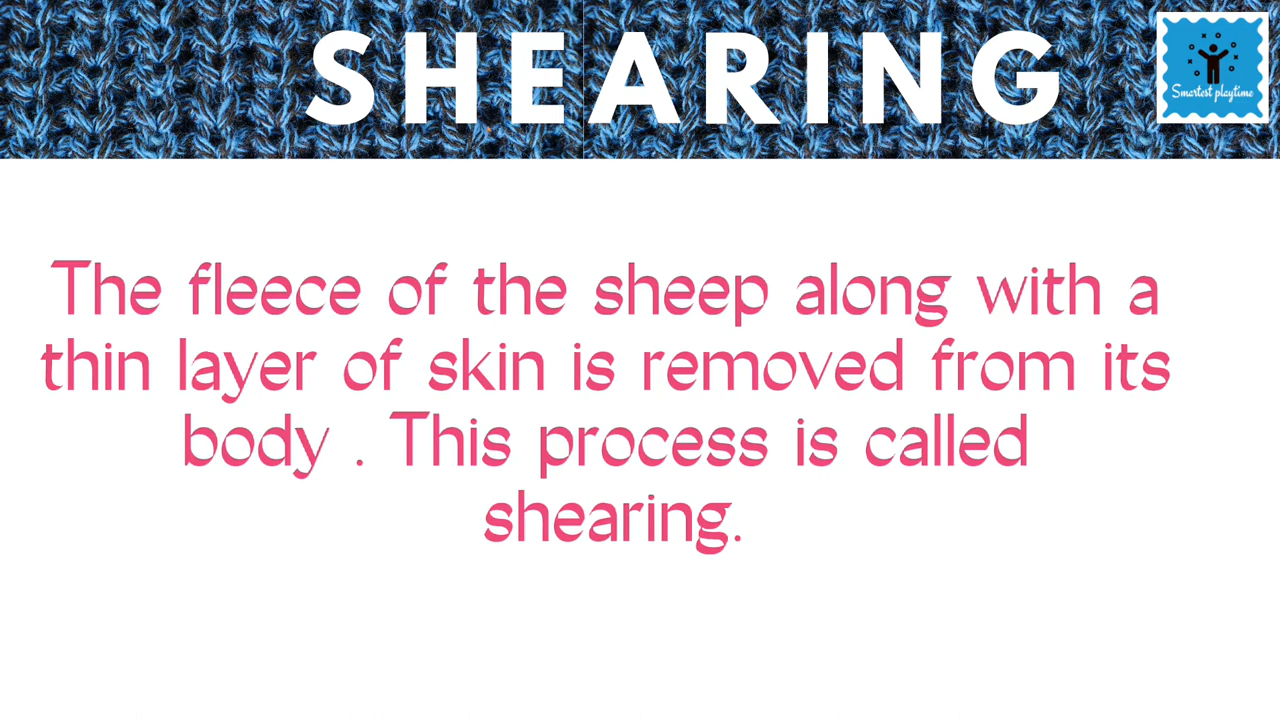 SHEARING
Smartest playtime
The fleece of the sheep along with a
thin layer of skin is removed from its
body . This process is called
shearing.